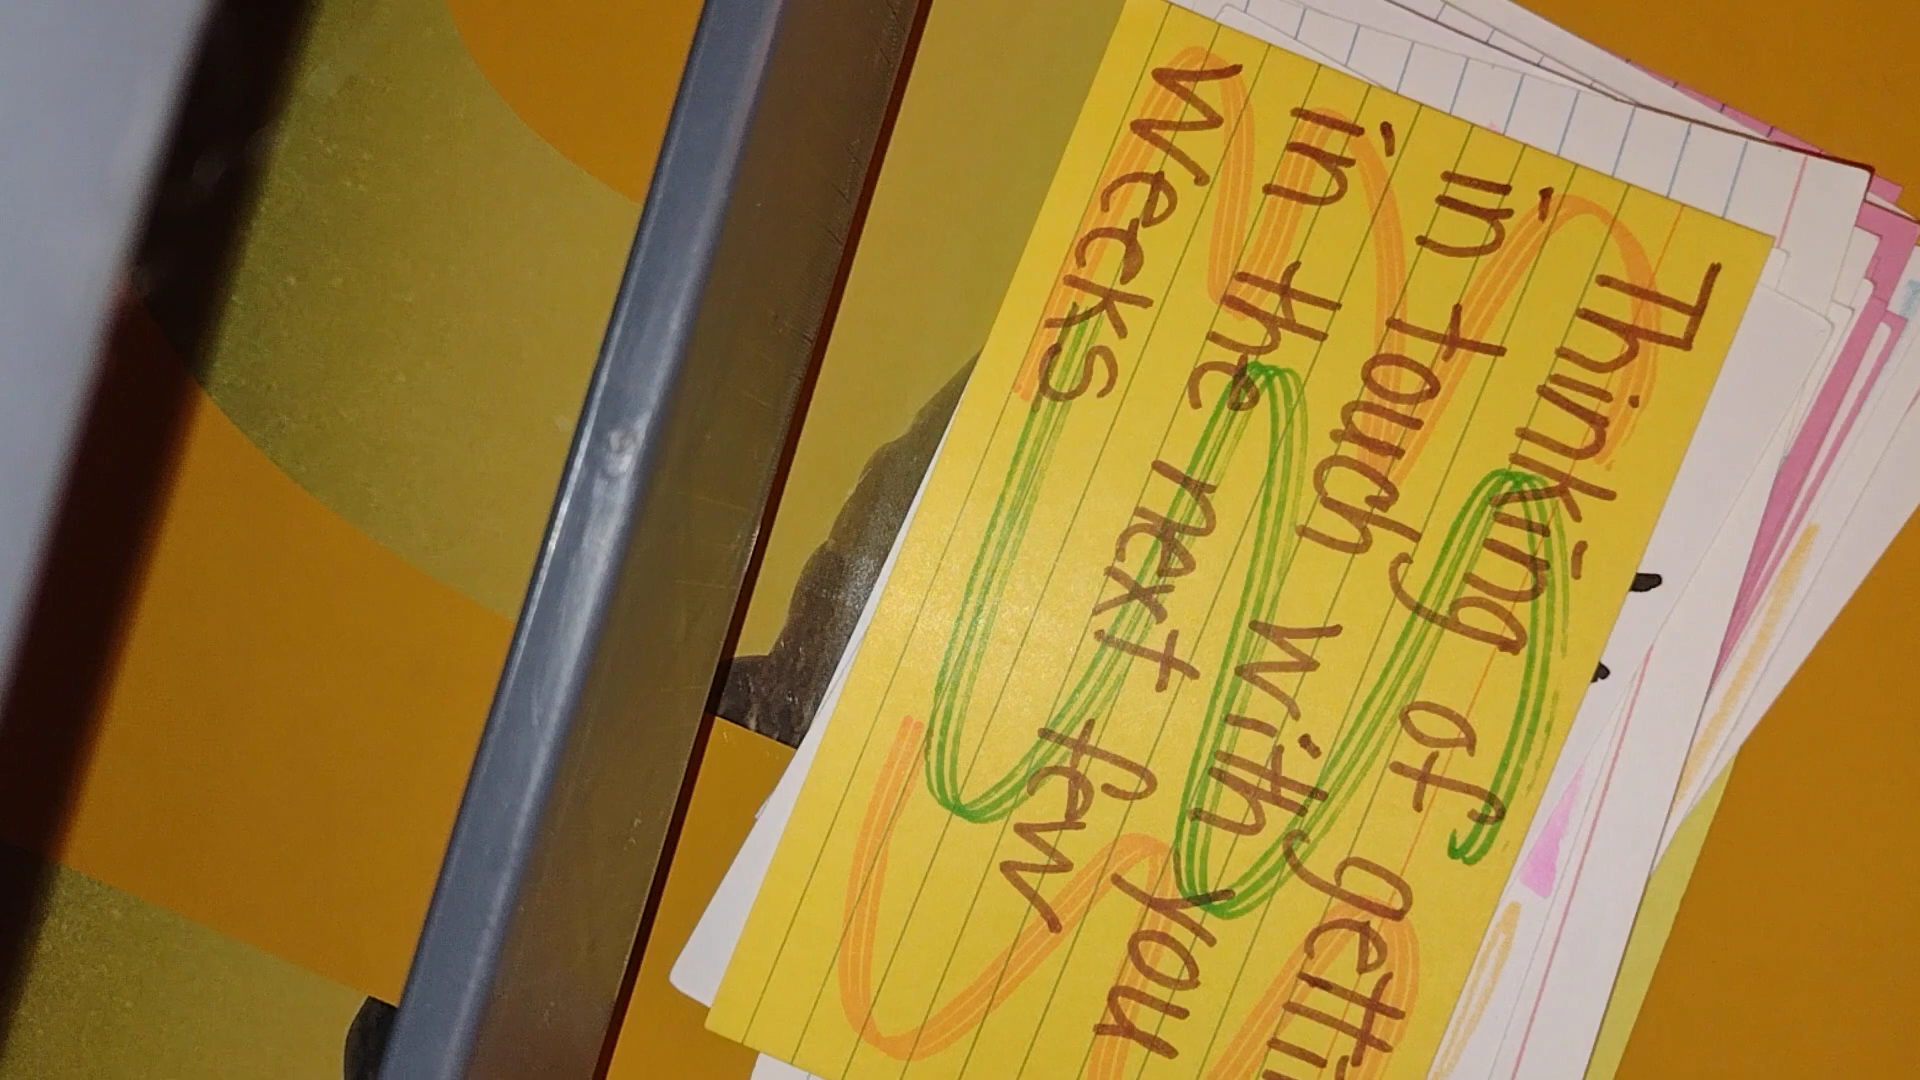 Thinking of getti
in touch with you
in the next few
Weeks